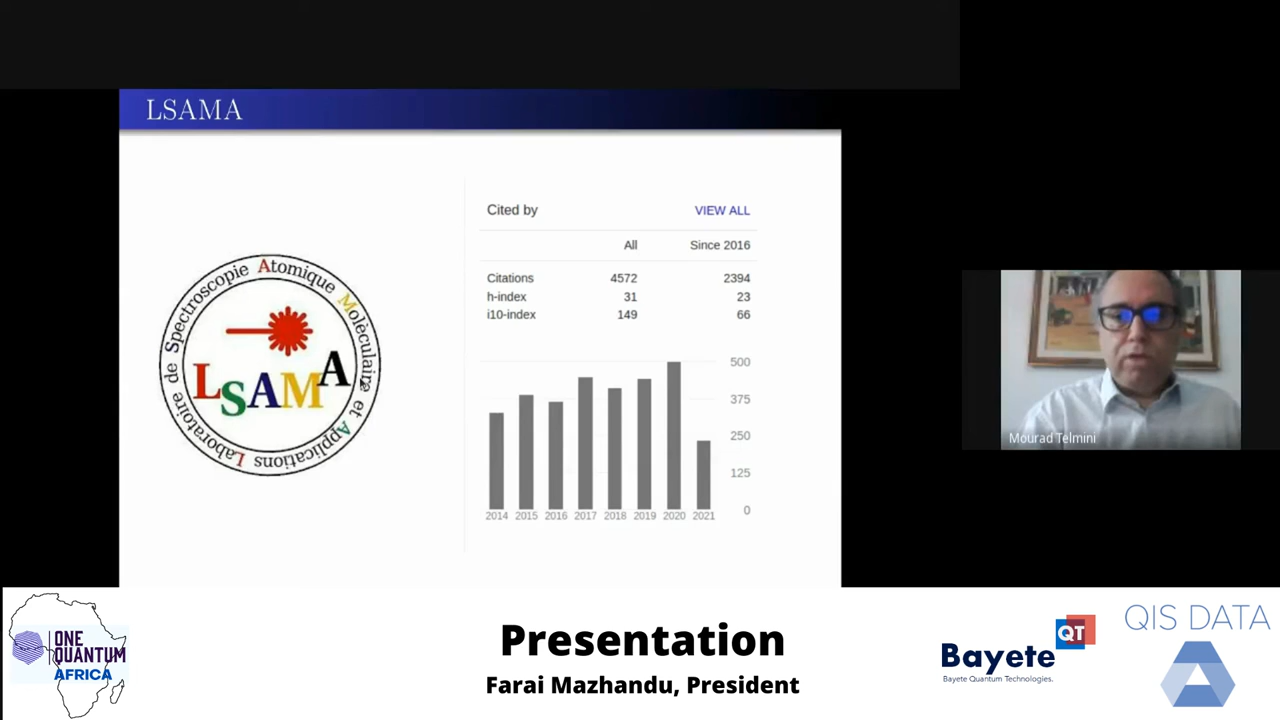 LSAMA
Laboratoire de Spectroscopie Atomique Moléculaire et Applications
LSAMA
Cited by VIEW ALL
All Since 2016
Citations 4572 2394
h-index 31 23
i10-index 149 66
500
375
250
125
0
2014 2015 2016 2017 2018 2019 2020 2021
Mourad Telmini
ONE
QUANTUM
AFRICA
Presentation
Farai Mazhandu, President
Bayete QT
Bayete Quantum Technologies.
QIS DATA